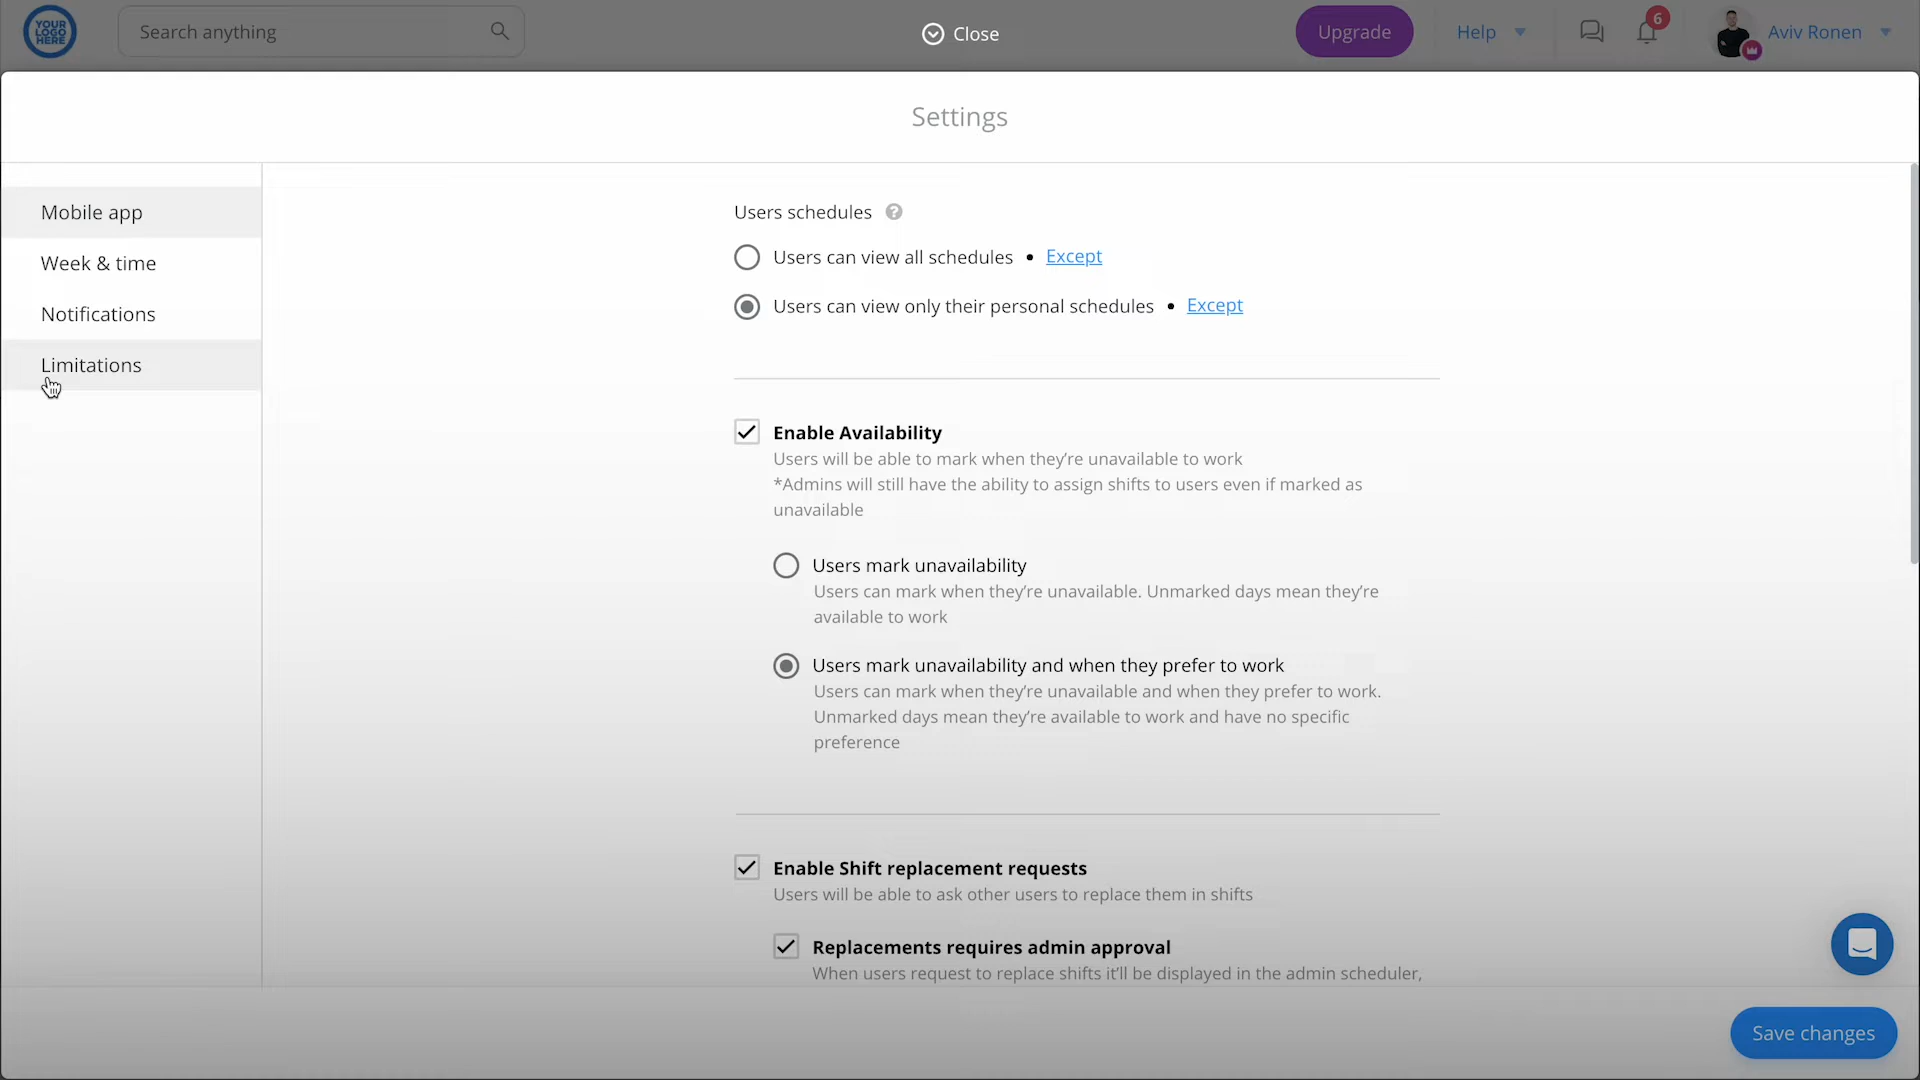 YOUR
LOGO
HERE
Search anything
Close
Upgrade
Help
6
Aviv Ronen
Settings
Mobile app
Week & time
Notifications
Limitations
Users schedules ?
Users can view all schedules • Except
Users can view only their personal schedules • Except
Enable Availability
Users will be able to mark when they’re unavailable to work
*Admins will still have the ability to assign shifts to users even if marked as
unavailable
Users mark unavailability
Users can mark when they’re unavailable. Unmarked days mean they’re
available to work
Users mark unavailability and when they prefer to work
Users can mark when they’re unavailable and when they prefer to work.
Unmarked days mean they’re available to work and have no specific
preference
Enable Shift replacement requests
Users will be able to ask other users to replace them in shifts
Replacements requires admin approval
When users request to replace shifts it’ll be displayed in the admin scheduler,
Save changes